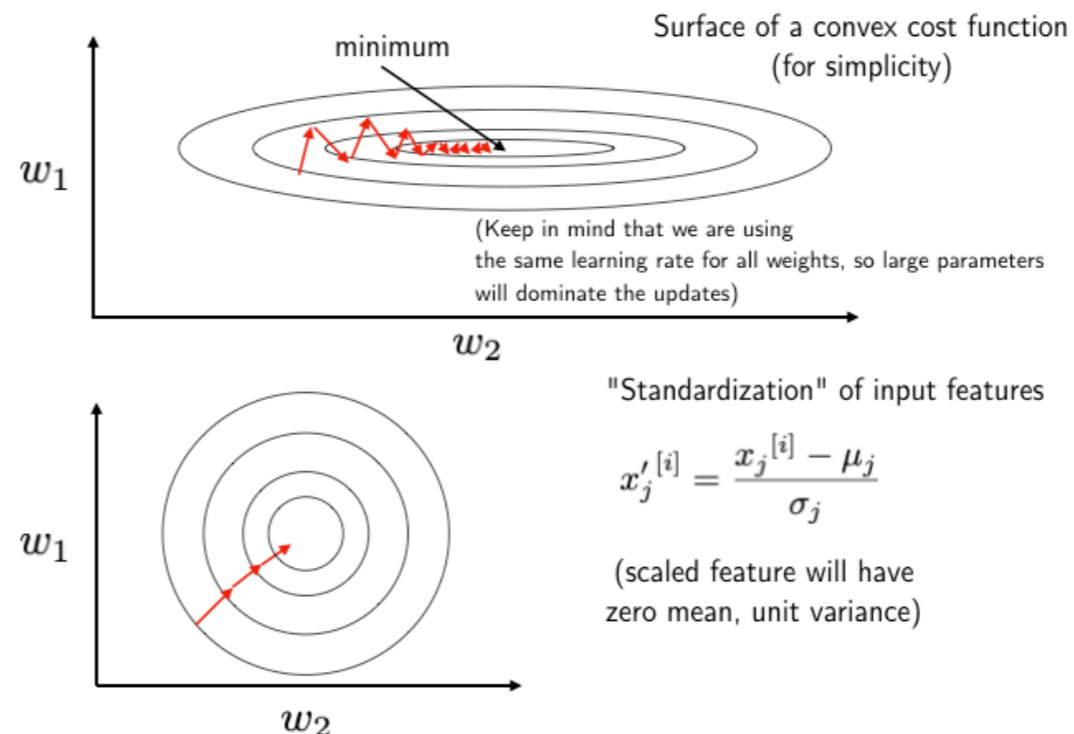 Surface of a convex cost function
(for simplicity)
minimum
w₁
(Keep in mind that we are using
the same learning rate for all weights, so large parameters
will dominate the updates)
w₂
"Standardization" of input features
x′ⱼ^[i] = (xⱼ^[i] − μⱼ) / σⱼ
w₁
(scaled feature will have
zero mean, unit variance)
w₂